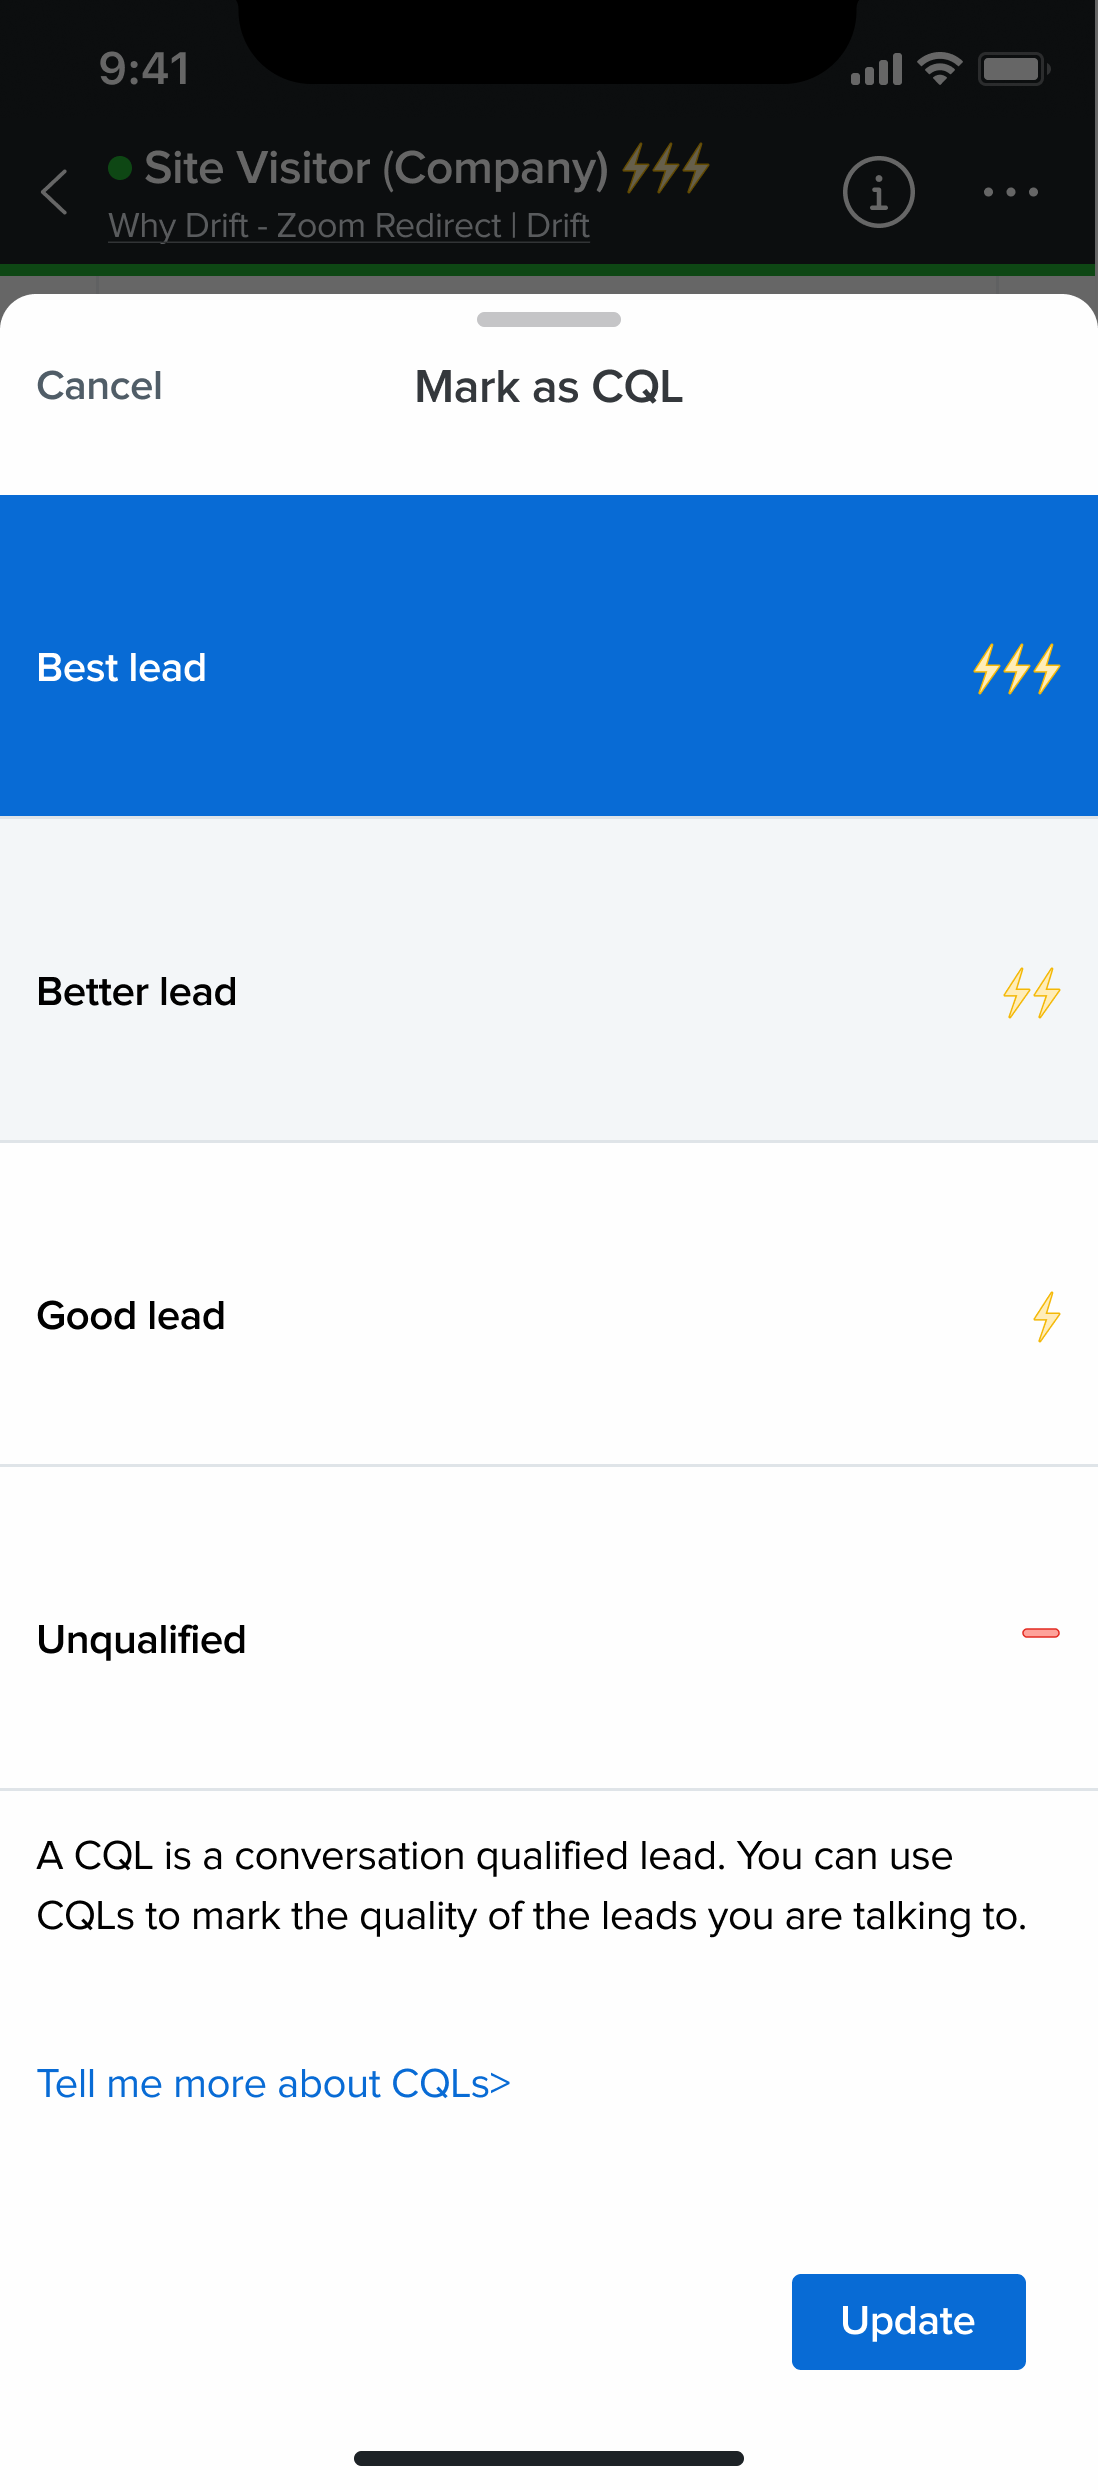 9:41
Site Visitor (Company) ⚡⚡⚡
Why Drift - Zoom Redirect | Drift
Cancel
Mark as CQL
Best lead ⚡⚡⚡
Better lead ⚡⚡
Good lead ⚡
Unqualified
A CQL is a conversation qualified lead. You can use
CQLs to mark the quality of the leads you are talking to.
Tell me more about CQLs>
Update